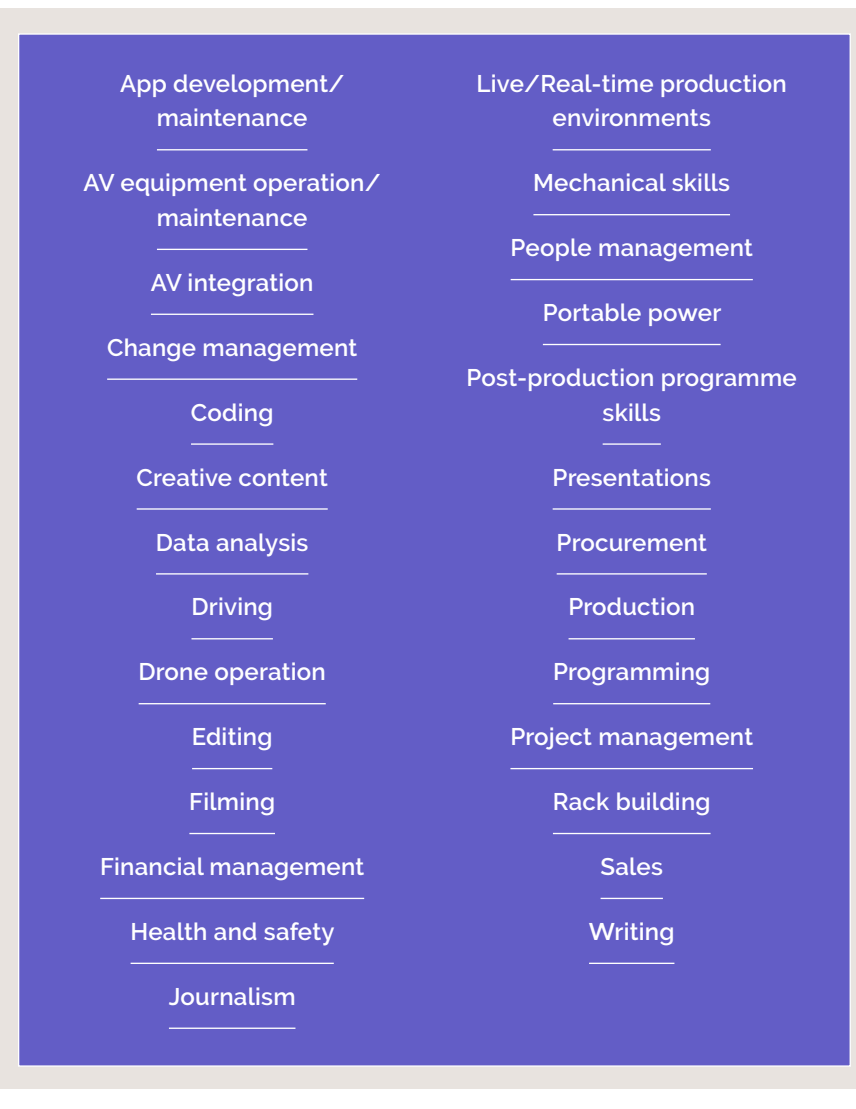 App development/
maintenance
AV equipment operation/
maintenance
AV integration
Change management
Coding
Creative content
Data analysis
Driving
Drone operation
Editing
Filming
Financial management
Health and safety
Journalism
Live/Real-time production
environments
Mechanical skills
People management
Portable power
Post-production programme
skills
Presentations
Procurement
Production
Programming
Project management
Rack building
Sales
Writing